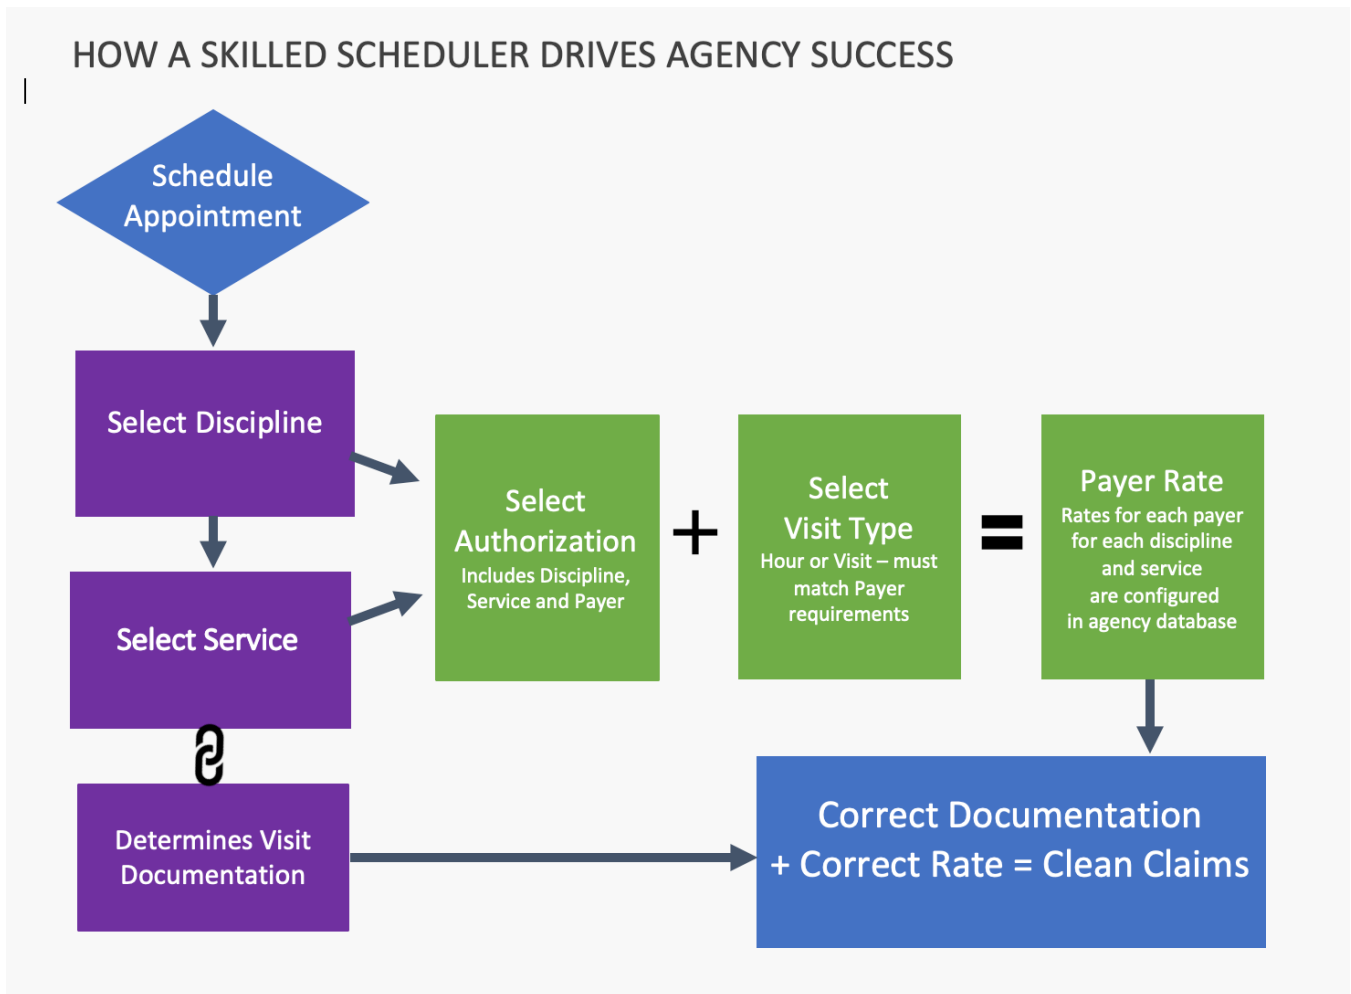 HOW A SKILLED SCHEDULER DRIVES AGENCY SUCCESS
Schedule
Appointment
Select Discipline
Select Service
Determines Visit
Documentation
Select
Authorization
Includes Discipline,
Service and Payer
+
Select
Visit Type
Hour or Visit – must
match Payer
requirements
=
Payer Rate
Rates for each payer
for each discipline
and service
are configured
in agency database
Correct Documentation
+ Correct Rate = Clean Claims